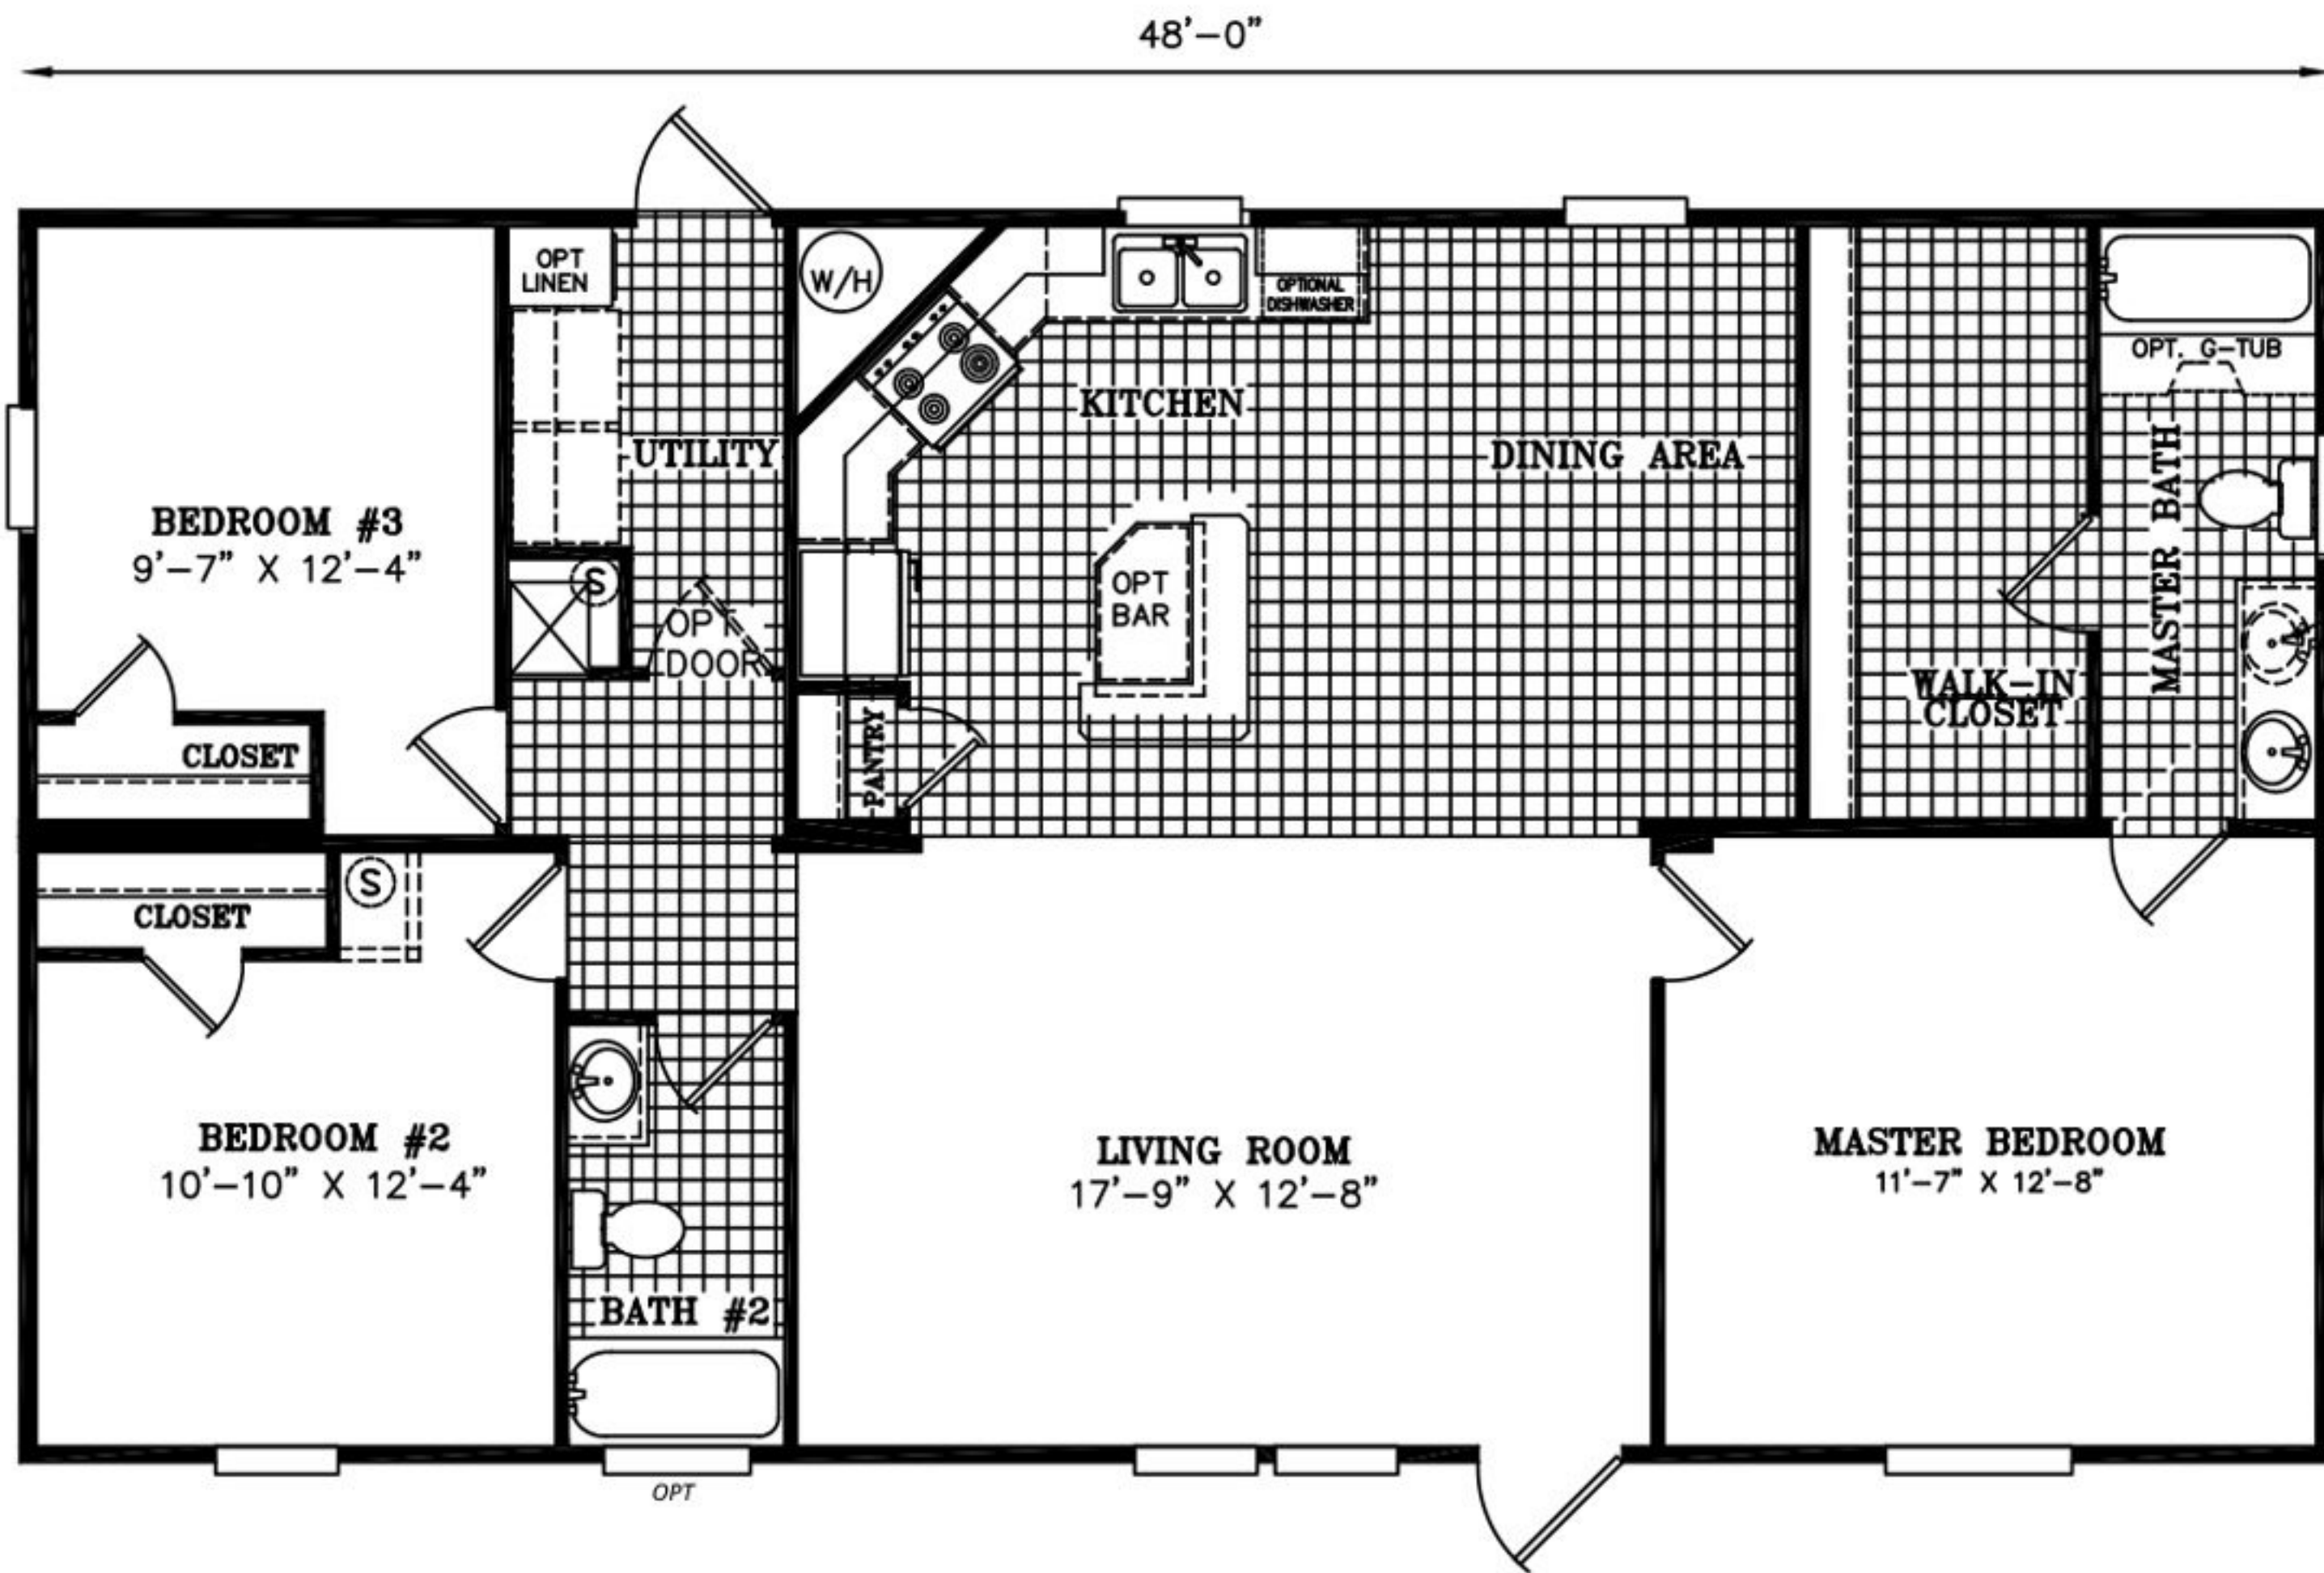 48'-0"
OPT
LINEN
W/H
OPTIONAL
DISHWASHER
OPT. G-TUB
KITCHEN
UTILITY
DINING AREA
MASTER BATH
BEDROOM #3
9'-7" X 12'-4"
S
OPT
BAR
OPT
DOOR
WALK-IN
CLOSET
PANTRY
CLOSET
S
CLOSET
BEDROOM #2
10'-10" X 12'-4"
LIVING ROOM
17'-9" X 12'-8"
MASTER BEDROOM
11'-7" X 12'-8"
BATH #2
OPT